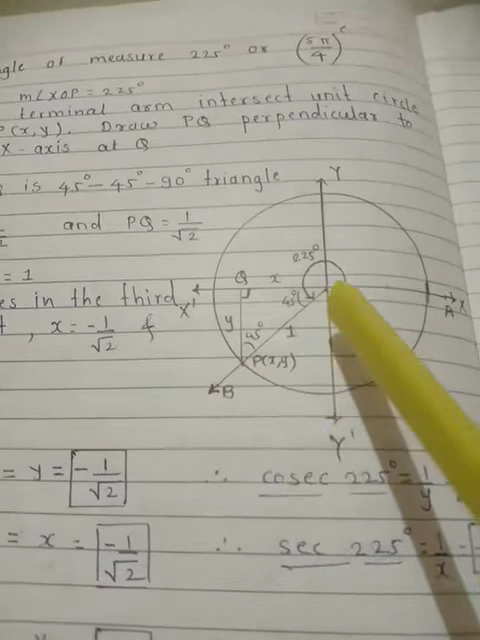 gle of measure 225° or (5π/4)^c
m∠XOP = 225°
terminal arm intersect unit circle
P(x,y). Draw PQ perpendicular to
X-axis at Q
is 45°-45°-90° triangle
and PQ = 1/√2
= 1
es in the third
, x = -1/√2 &
Y
225°
Q x
X'
45°
X
A
y
45°
1
P(x,y)
B
Y'
= y = -1/√2 ∴ cosec 225° = 1/y
= x = -1/√2 ∴ sec 225° = 1/x =